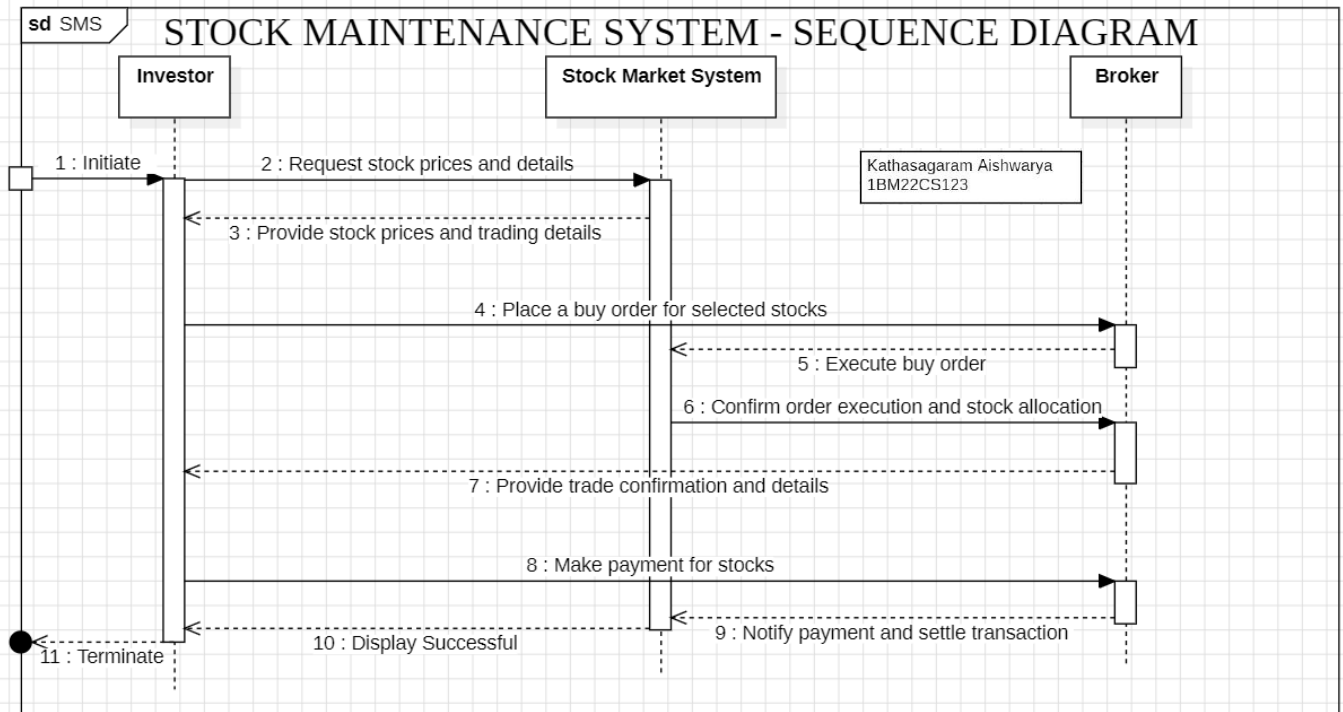 sd SMS
STOCK MAINTENANCE SYSTEM - SEQUENCE DIAGRAM
Investor
Stock Market System
Broker
1 : Initiate
2 : Request stock prices and details
Kathasagaram Aishwarya
1BM22CS123
3 : Provide stock prices and trading details
4 : Place a buy order for selected stocks
5 : Execute buy order
6 : Confirm order execution and stock allocation
7 : Provide trade confirmation and details
8 : Make payment for stocks
9 : Notify payment and settle transaction
10 : Display Successful
11 : Terminate